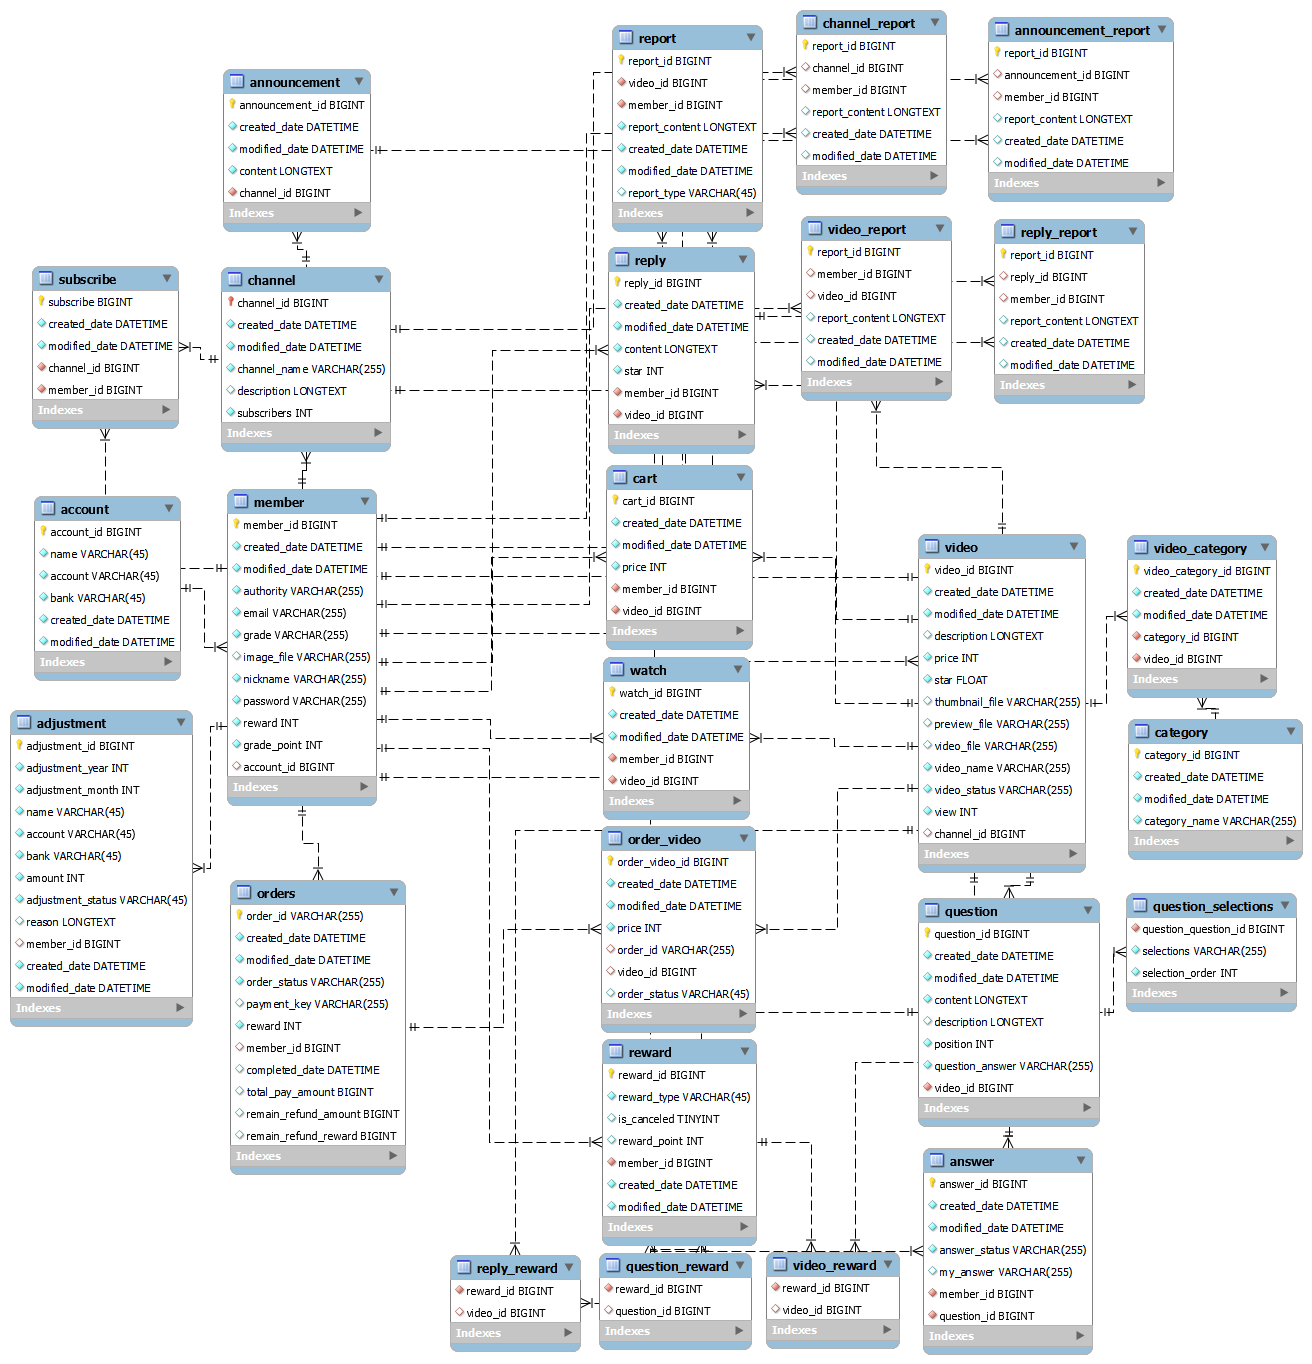 report
report_id BIGINT
video_id BIGINT
member_id BIGINT
report_content LONGTEXT
created_date DATETIME
modified_date DATETIME
report_type VARCHAR(45)
Indexes
channel_report
report_id BIGINT
channel_id BIGINT
member_id BIGINT
report_content LONGTEXT
created_date DATETIME
modified_date DATETIME
Indexes
announcement_report
report_id BIGINT
announcement_id BIGINT
member_id BIGINT
report_content LONGTEXT
created_date DATETIME
modified_date DATETIME
Indexes
announcement
announcement_id BIGINT
created_date DATETIME
modified_date DATETIME
content LONGTEXT
channel_id BIGINT
Indexes
subscribe
subscribe BIGINT
created_date DATETIME
modified_date DATETIME
channel_id BIGINT
member_id BIGINT
Indexes
channel
channel_id BIGINT
created_date DATETIME
modified_date DATETIME
channel_name VARCHAR(255)
description LONGTEXT
subscribers INT
Indexes
reply
reply_id BIGINT
created_date DATETIME
modified_date DATETIME
content LONGTEXT
star INT
member_id BIGINT
video_id BIGINT
Indexes
video_report
report_id BIGINT
member_id BIGINT
video_id BIGINT
report_content LONGTEXT
created_date DATETIME
modified_date DATETIME
Indexes
reply_report
report_id BIGINT
reply_id BIGINT
member_id BIGINT
report_content LONGTEXT
created_date DATETIME
modified_date DATETIME
Indexes
account
account_id BIGINT
name VARCHAR(45)
account VARCHAR(45)
bank VARCHAR(45)
created_date DATETIME
modified_date DATETIME
Indexes
member
member_id BIGINT
created_date DATETIME
modified_date DATETIME
authority VARCHAR(255)
email VARCHAR(255)
grade VARCHAR(255)
image_file VARCHAR(255)
nickname VARCHAR(255)
password VARCHAR(255)
reward INT
grade_point INT
account_id BIGINT
Indexes
cart
cart_id BIGINT
created_date DATETIME
modified_date DATETIME
price INT
member_id BIGINT
video_id BIGINT
Indexes
video
video_id BIGINT
created_date DATETIME
modified_date DATETIME
description LONGTEXT
price INT
star FLOAT
thumbnail_file VARCHAR(255)
preview_file VARCHAR(255)
video_file VARCHAR(255)
video_name VARCHAR(255)
video_status VARCHAR(255)
view INT
channel_id BIGINT
Indexes
video_category
video_category_id BIGINT
created_date DATETIME
modified_date DATETIME
category_id BIGINT
video_id BIGINT
Indexes
watch
watch_id BIGINT
created_date DATETIME
modified_date DATETIME
member_id BIGINT
video_id BIGINT
Indexes
adjustment
adjustment_id BIGINT
adjustment_year INT
adjustment_month INT
name VARCHAR(45)
account VARCHAR(45)
bank VARCHAR(45)
amount INT
adjustment_status VARCHAR(45)
reason LONGTEXT
member_id BIGINT
created_date DATETIME
modified_date DATETIME
Indexes
category
category_id BIGINT
created_date DATETIME
modified_date DATETIME
category_name VARCHAR(255)
Indexes
order_video
order_video_id BIGINT
created_date DATETIME
modified_date DATETIME
price INT
order_id VARCHAR(255)
video_id BIGINT
order_status VARCHAR(45)
Indexes
orders
order_id VARCHAR(255)
created_date DATETIME
modified_date DATETIME
order_status VARCHAR(255)
payment_key VARCHAR(255)
reward INT
member_id BIGINT
completed_date DATETIME
total_pay_amount BIGINT
remain_refund_amount BIGINT
remain_refund_reward BIGINT
Indexes
question
question_id BIGINT
created_date DATETIME
modified_date DATETIME
content LONGTEXT
description LONGTEXT
position INT
question_answer VARCHAR(255)
video_id BIGINT
Indexes
question_selections
question_question_id BIGINT
selections VARCHAR(255)
selection_order INT
Indexes
reward
reward_id BIGINT
reward_type VARCHAR(45)
is_canceled TINYINT
reward_point INT
member_id BIGINT
created_date DATETIME
modified_date DATETIME
Indexes
answer
answer_id BIGINT
created_date DATETIME
modified_date DATETIME
answer_status VARCHAR(255)
my_answer VARCHAR(255)
member_id BIGINT
question_id BIGINT
Indexes
reply_reward
reward_id BIGINT
video_id BIGINT
Indexes
question_reward
reward_id BIGINT
question_id BIGINT
Indexes
video_reward
reward_id BIGINT
video_id BIGINT
Indexes